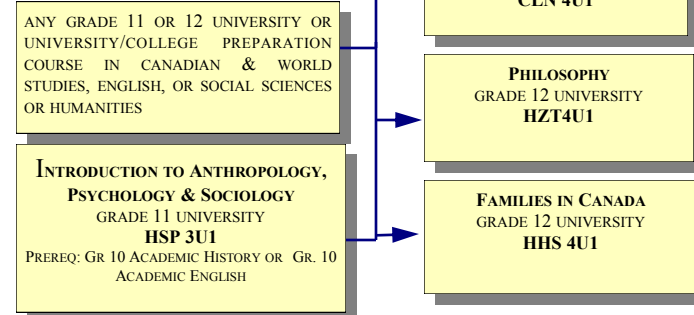 ANY GRADE 11 OR 12 UNIVERSITY OR
UNIVERSITY/COLLEGE PREPARATION
COURSE IN CANADIAN & WORLD
STUDIES, ENGLISH, OR SOCIAL SCIENCES
OR HUMANITIES
INTRODUCTION TO ANTHROPOLOGY,
PSYCHOLOGY & SOCIOLOGY
GRADE 11 UNIVERSITY
HSP 3U1
PREREQ: GR 10 ACADEMIC HISTORY OR GR. 10
ACADEMIC ENGLISH
CLN 4U1
PHILOSOPHY
GRADE 12 UNIVERSITY
HZT4U1
FAMILIES IN CANADA
GRADE 12 UNIVERSITY
HHS 4U1